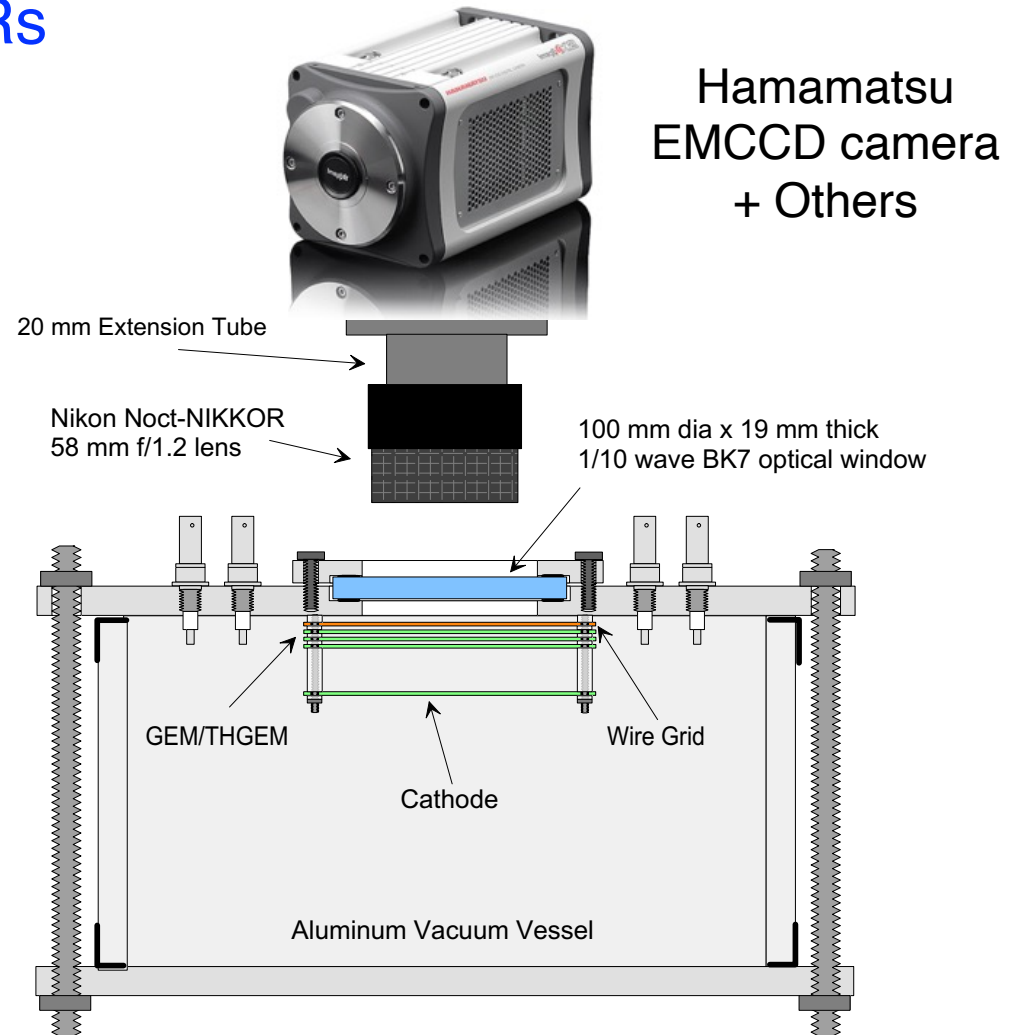 Rs
Hamamatsu
EMCCD camera
+ Others
HAMAMATSU
20 mm Extension Tube
Nikon Noct-NIKKOR
58 mm f/1.2 lens
100 mm dia x 19 mm thick
1/10 wave BK7 optical window
GEM/THGEM
Wire Grid
Cathode
Aluminum Vacuum Vessel